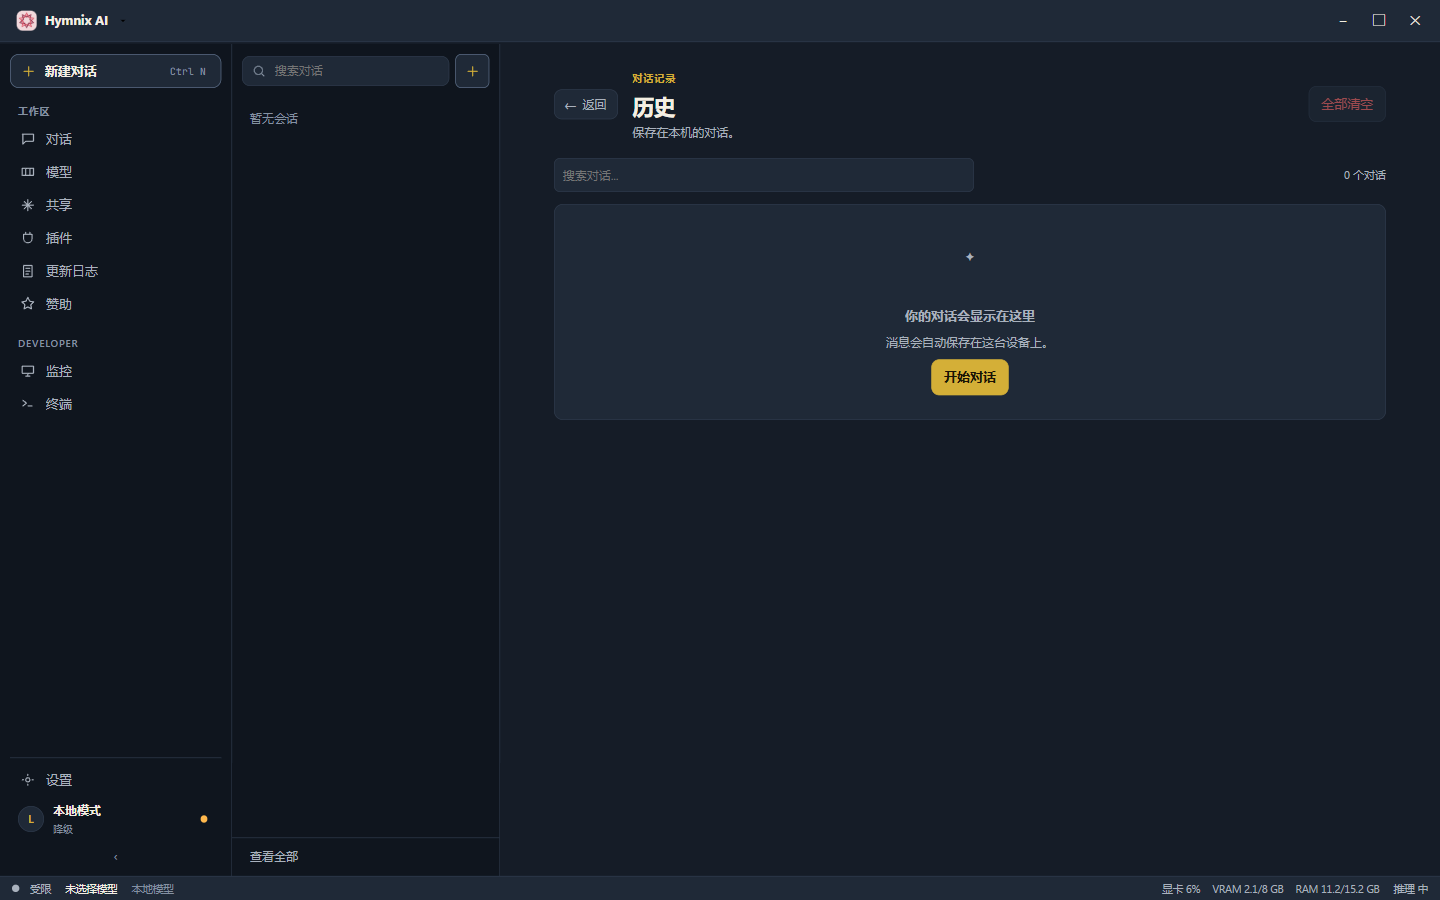 Hymnix AI
新建对话 Ctrl N
工作区
对话
模型
共享
插件
更新日志
赞助
DEVELOPER
监控
终端
设置
L
本地模式
降级
搜索对话
暂无会话
查看全部
对话记录
← 返回
历史
保存在本机的对话。
全部清空
搜索对话...
0 个对话
你的对话会显示在这里
消息会自动保存在这台设备上。
开始对话
受限 未选择模型 本地模型
显卡 6% VRAM 2.1/8 GB RAM 11.2/15.2 GB 推理 中